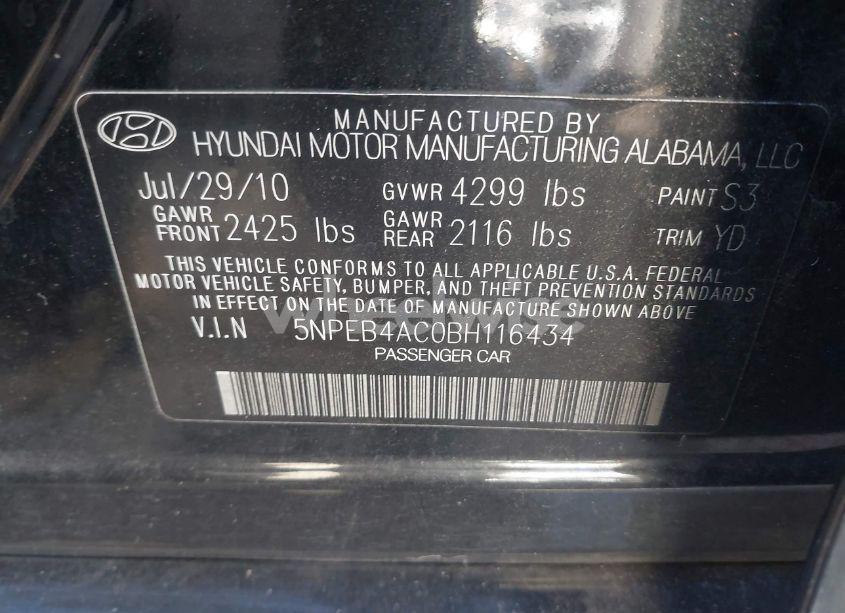 MANUFACTURED BY
HYUNDAI MOTOR MANUFACTURING ALABAMA, LLC
Jul/29/10 GVWR 4299 lbs PAINT S3
GAWR FRONT 2425 lbs GAWR REAR 2116 lbs TRIM YD
THIS VEHICLE CONFORMS TO ALL APPLICABLE U.S.A. FEDERAL
MOTOR VEHICLE SAFETY, BUMPER, AND THEFT PREVENTION STANDARDS
IN EFFECT ON THE DATE OF MANUFACTURE SHOWN ABOVE
V.I.N 5NPEB4AC0BH116434
PASSENGER CAR